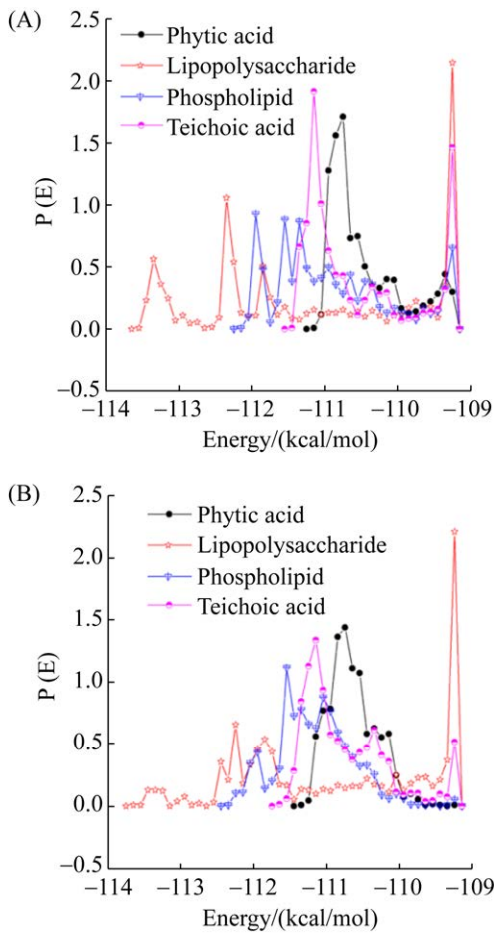 (A)
2.5
2.0
1.5
1.0
0.5
0.0
−0.5
P (E)
Phytic acid
Lipopolysaccharide
Phospholipid
Teichoic acid
−114 −113 −112 −111 −110 −109
Energy/(kcal/mol)
(B)
2.5
2.0
1.5
1.0
0.5
0.0
−0.5
P (E)
Phytic acid
Lipopolysaccharide
Phospholipid
Teichoic acid
−114 −113 −112 −111 −110 −109
Energy/(kcal/mol)